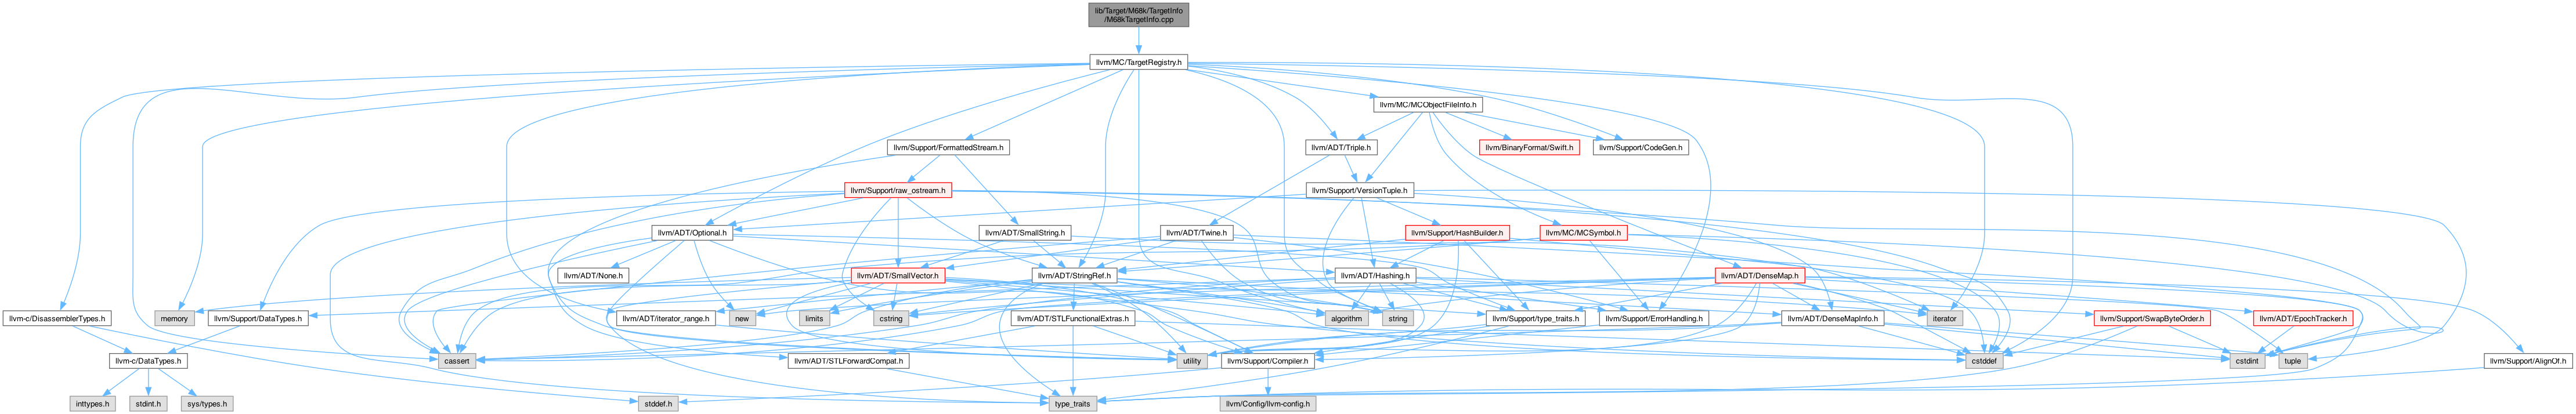 lib/Target/M68k/TargetInfo
/M68kTargetInfo.cpp
llvm/MC/TargetRegistry.h
llvm/MC/MCObjectFileInfo.h
llvm/Support/FormattedStream.h
llvm/ADT/Triple.h
llvm/BinaryFormat/Swift.h
llvm/Support/CodeGen.h
llvm/Support/raw_ostream.h
llvm/Support/VersionTuple.h
llvm/ADT/Optional.h
llvm/ADT/SmallString.h
llvm/ADT/Twine.h
llvm/Support/HashBuilder.h
llvm/MC/MCSymbol.h
llvm/ADT/None.h
llvm/ADT/SmallVector.h
llvm/ADT/StringRef.h
llvm/ADT/Hashing.h
llvm/ADT/DenseMap.h
llvm-c/DisassemblerTypes.h
memory
llvm/Support/DataTypes.h
llvm/ADT/iterator_range.h
new
limits
cstring
llvm/ADT/STLFunctionalExtras.h
algorithm
string
llvm/Support/type_traits.h
llvm/Support/ErrorHandling.h
llvm/ADT/DenseMapInfo.h
iterator
llvm/Support/SwapByteOrder.h
llvm/ADT/EpochTracker.h
llvm-c/DataTypes.h
cassert
llvm/ADT/STLForwardCompat.h
utility
llvm/Support/Compiler.h
cstddef
cstdint
tuple
llvm/Support/AlignOf.h
inttypes.h
stdint.h
sys/types.h
stddef.h
type_traits
llvm/Config/llvm-config.h